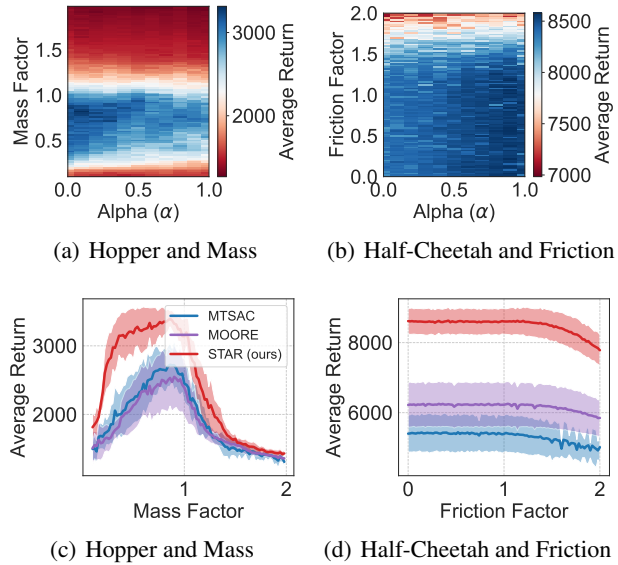 Mass Factor
1.5
1.0
0.5
0.0
0.5
1.0
Alpha (α)
3000
2000
Average Return
(a) Hopper and Mass
Friction Factor
2.0
1.5
1.0
0.5
0.0
0.0
0.5
1.0
Alpha (α)
8500
8000
7500
7000
Average Return
(b) Half-Cheetah and Friction
Average Return
3000
2000
MTSAC
MOORE
STAR (ours)
1
2
Mass Factor
(c) Hopper and Mass
Average Return
8000
6000
0
1
2
Friction Factor
(d) Half-Cheetah and Friction